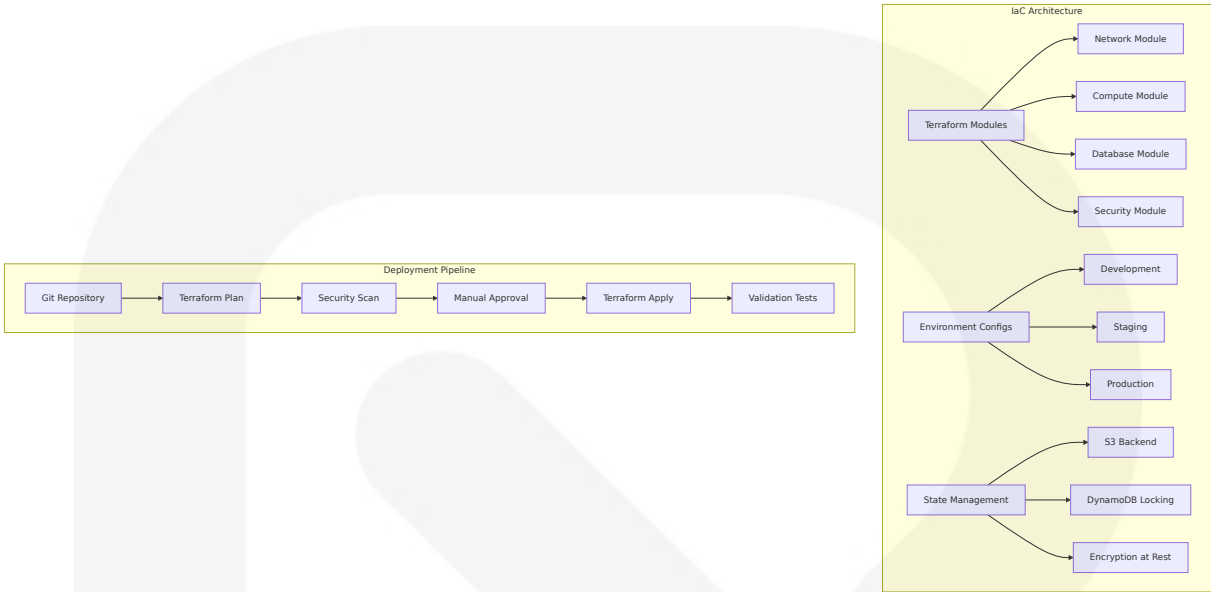 Deployment Pipeline
Git Repository
Terraform Plan
Security Scan
Manual Approval
Terraform Apply
Validation Tests
IaC Architecture
Terraform Modules
Network Module
Compute Module
Database Module
Security Module
Environment Configs
Development
Staging
Production
State Management
S3 Backend
DynamoDB Locking
Encryption at Rest